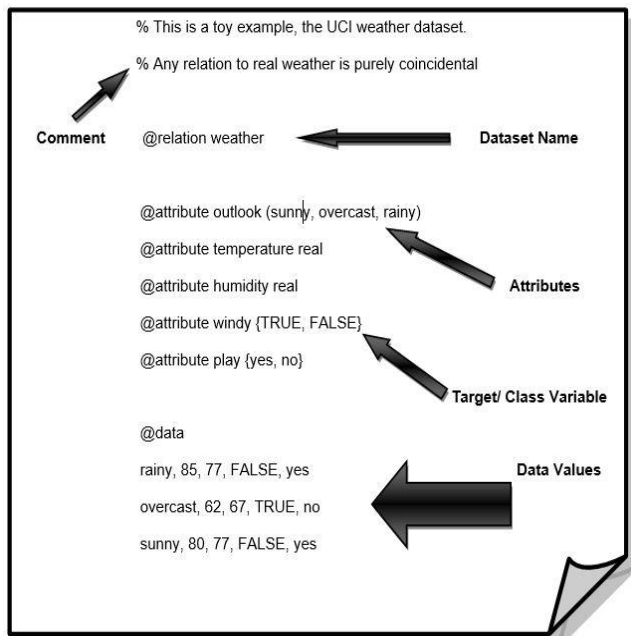 % This is a toy example, the UCI weather dataset.
% Any relation to real weather is purely coincidental
Comment
@relation weather
Dataset Name
@attribute outlook (sunny, overcast, rainy)
@attribute temperature real
@attribute humidity real
Attributes
@attribute windy {TRUE, FALSE}
@attribute play {yes, no}
Target/ Class Variable
@data
rainy, 85, 77, FALSE, yes
Data Values
overcast, 62, 67, TRUE, no
sunny, 80, 77, FALSE, yes